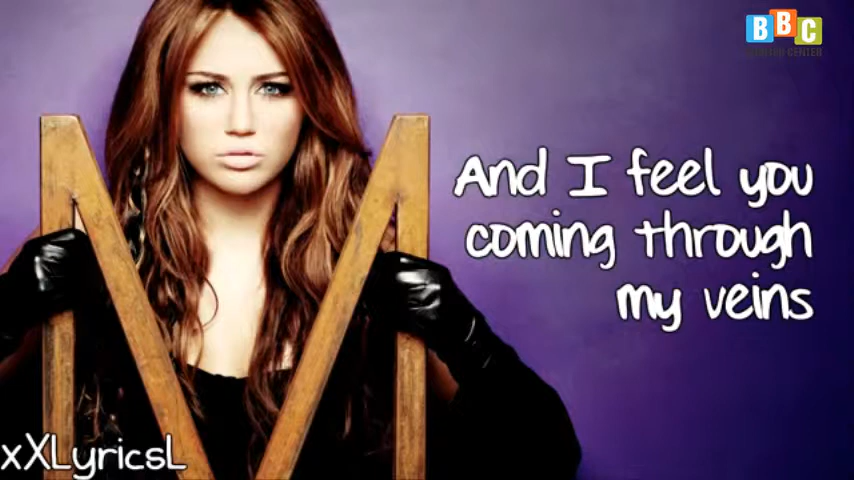 BBC
And I feel you
coming through
my veins
xXLyricsL